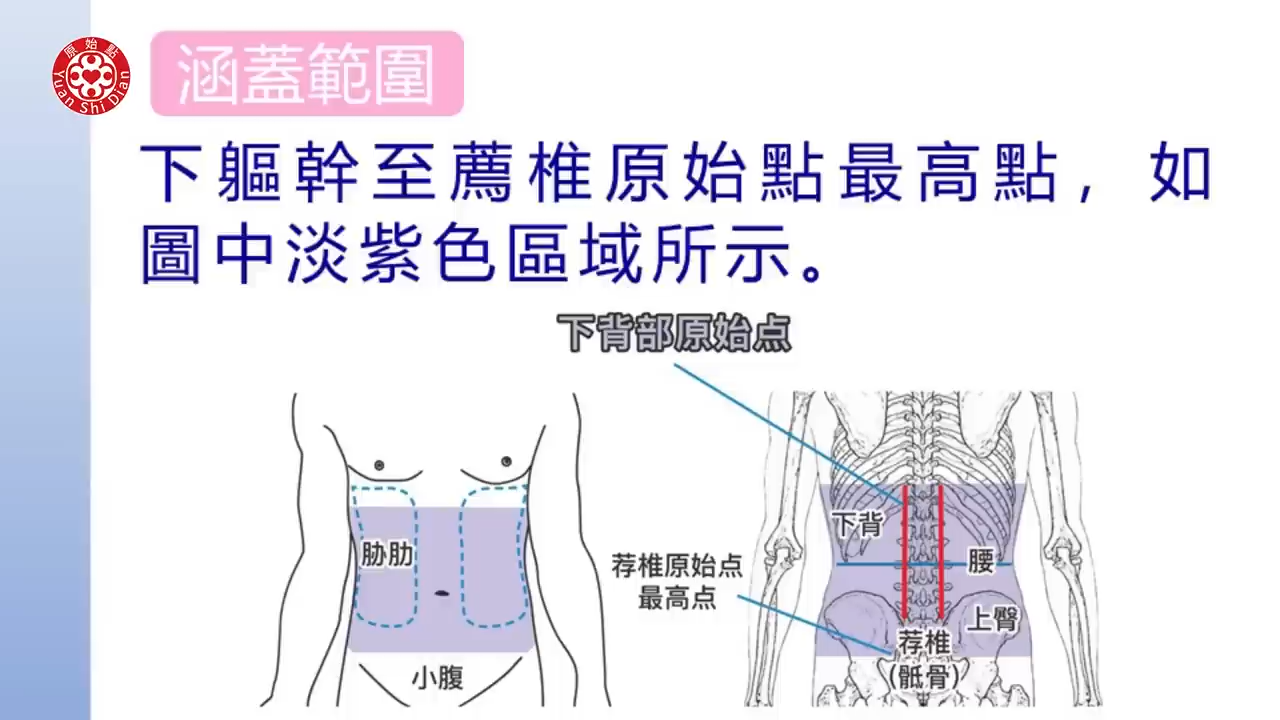 原始點
Yuan Shi Dian
涵蓋範圍
下軀幹至薦椎原始點最高點，如
圖中淡紫色區域所示。
下背部原始点
下背
胁肋
荐椎原始点
最高点
腰
上臀
荐椎
(骶骨)
小腹